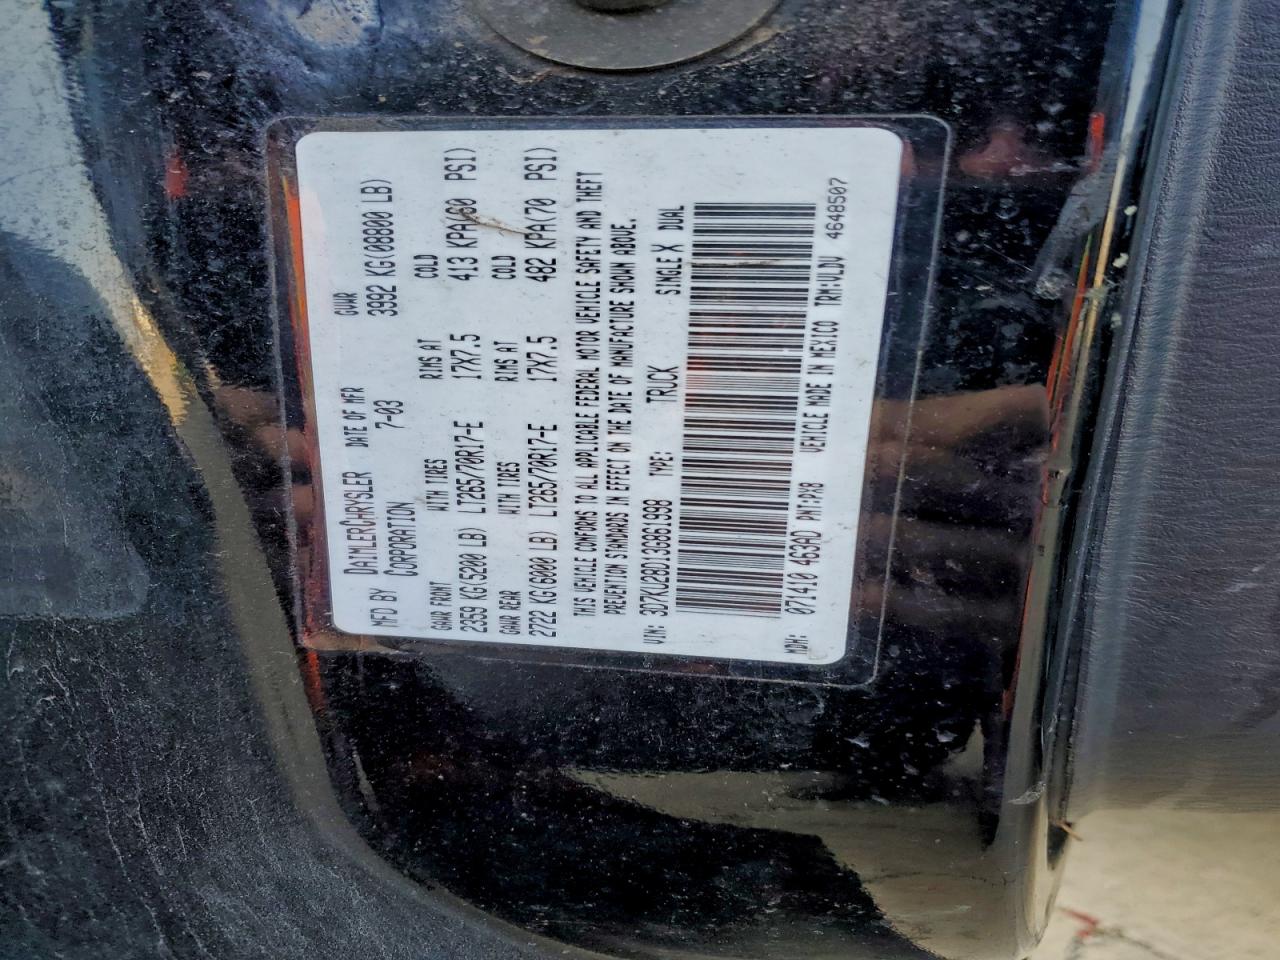 MFD BY DAIMLERCHRYSLER DATE OF MFR GVWR
CORPORATION 7-03 3992 KG(08800 LB)
GAWR FRONT WITH TIRES RIMS AT COLD
2359 KG(5200 LB) LT265/70R17-E 17X7.5 413 KPA(60 PSI)
GAWR REAR WITH TIRES RIMS AT COLD
2722 KG(6000 LB) LT265/70R17-E 17X7.5 482 KPA(70 PSI)
THIS VEHICLE CONFORMS TO ALL APPLICABLE FEDERAL MOTOR VEHICLE SAFETY AND THEFT
PREVENTION STANDARDS IN EFFECT ON THE DATE OF MANUFACTURE SHOWN ABOVE.
VIN: 3D7KU28D13G861898 TYPE: TRUCK SINGLE X DUAL
MDH: 071410 463AD PNT:PX8 VEHICLE MADE IN MEXICO TRM:VLDV 4648507